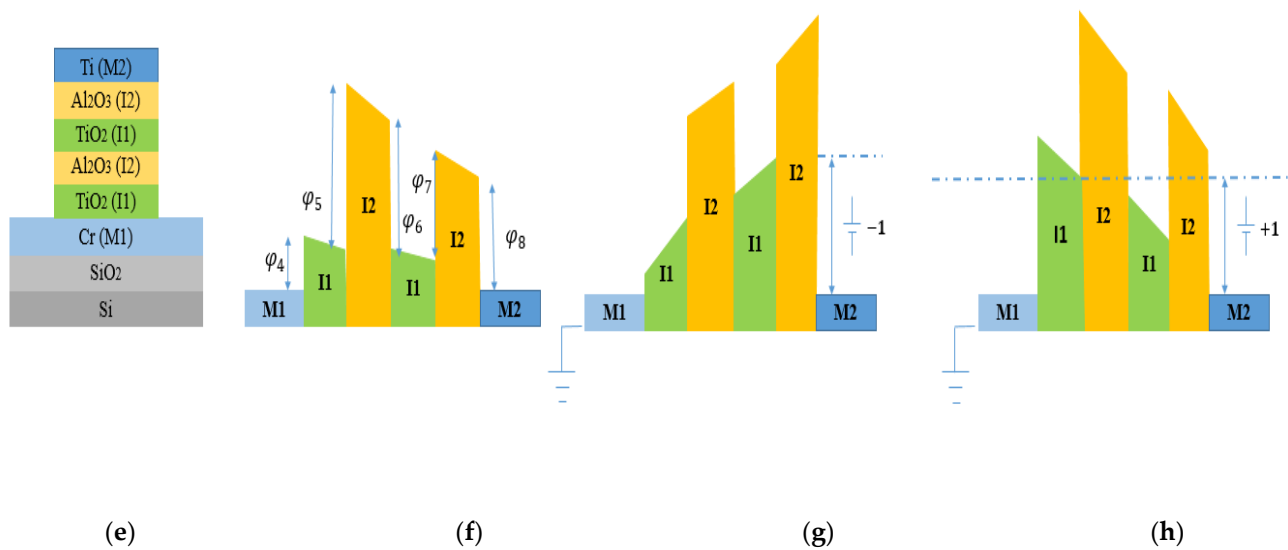 Ti (M2)
Al₂O₃ (I2)
TiO₂ (I1)
Al₂O₃ (I2)
TiO₂ (I1)
Cr (M1)
SiO₂
Si
(e)
φ₄
φ₅
φ₆
φ₇
φ₈
M1
I1
I2
I1
I2
M2
(f)
M1
I1
I2
I1
I2
M2
−1
(g)
M1
I1
I2
I1
I2
M2
+1
(h)